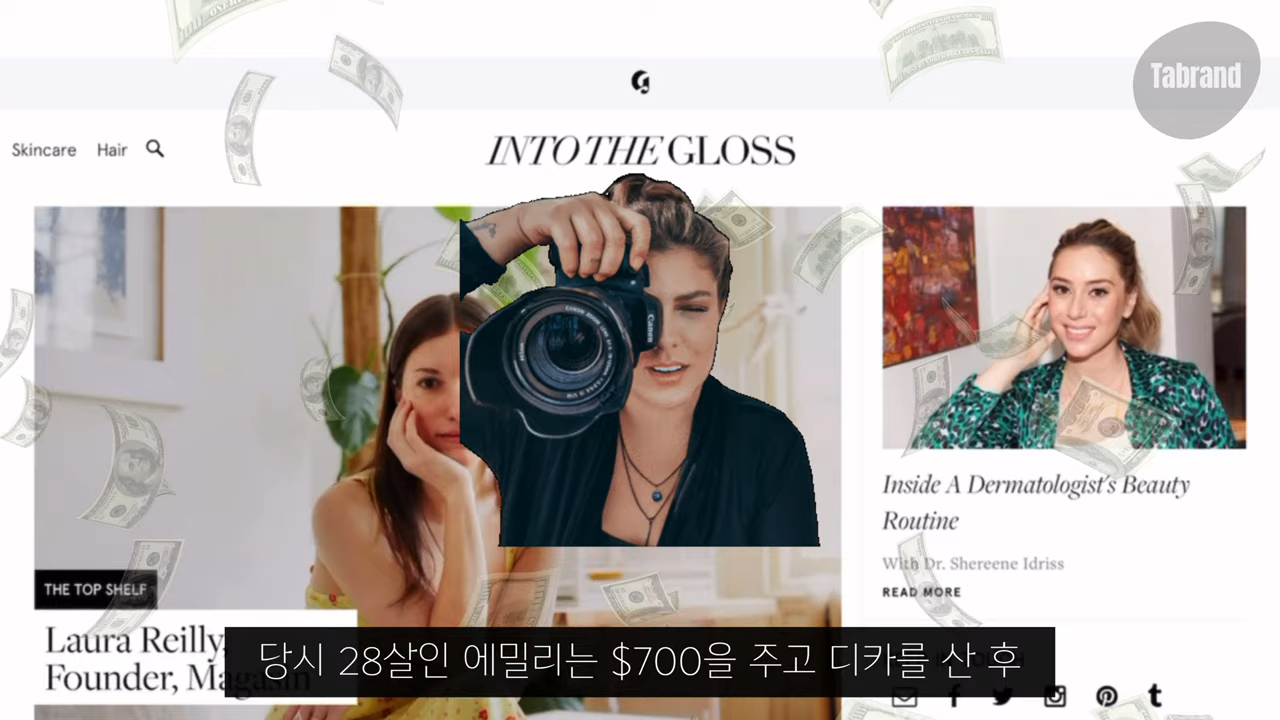 Tabrand
Skincare Hair
INTO THE GLOSS
Canon
THE TOP SHELF
Laura Reilly,
Founder, Magasin
Inside A Dermatologist's Beauty
Routine
With Dr. Shereene Idriss
READ MORE
당시 28살인 에밀리는 $700을 주고 디카를 산 후